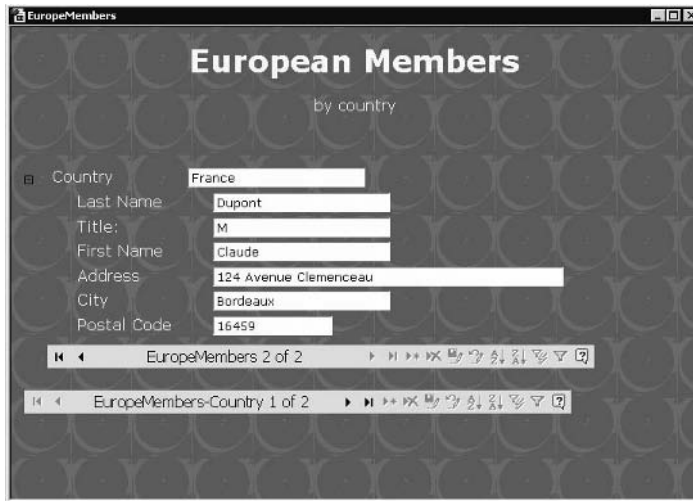 EuropeMembers
European Members
by country
Country France
Last Name Dupont
Title: M
First Name Claude
Address 124 Avenue Clemenceau
City Bordeaux
Postal Code 16459
EuropeMembers 2 of 2
EuropeMembers-Country 1 of 2